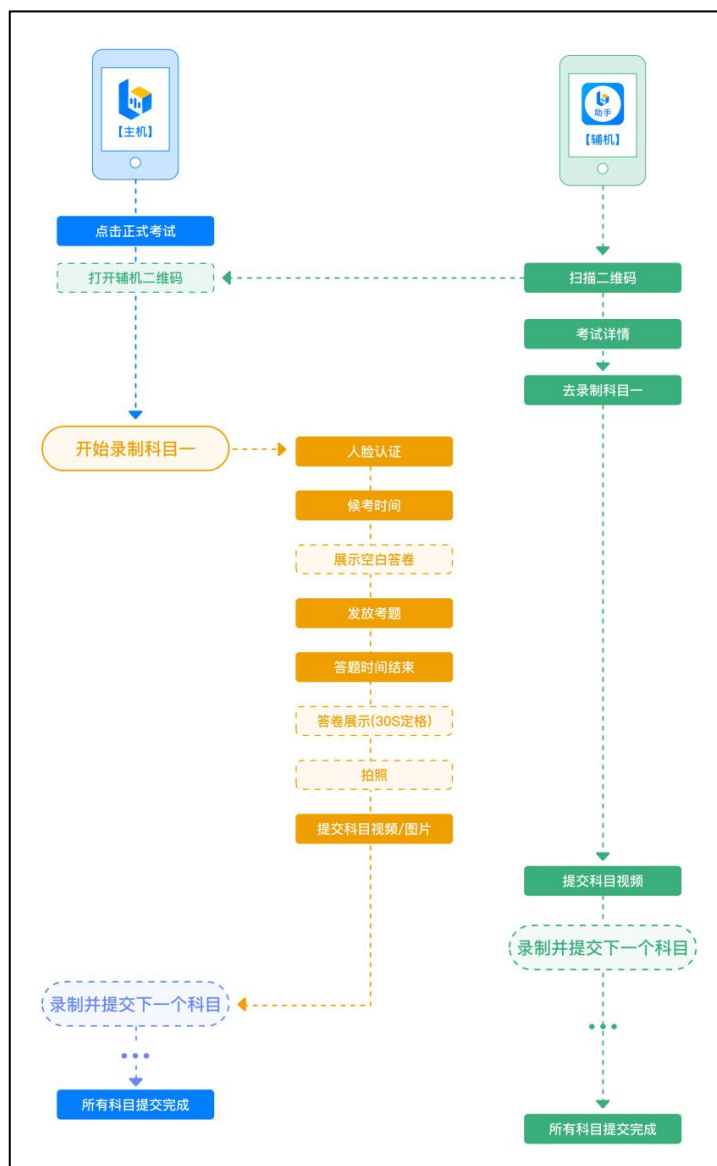 【主机】
助手
【辅机】
点击正式考试
打开辅机二维码
扫描二维码
考试详情
去录制科目一
开始录制科目一
人脸认证
候考时间
展示空白答卷
发放考题
答题时间结束
答卷展示(30S定格)
拍照
提交科目视频/图片
提交科目视频
录制并提交下一个科目
录制并提交下一个科目
所有科目提交完成
所有科目提交完成